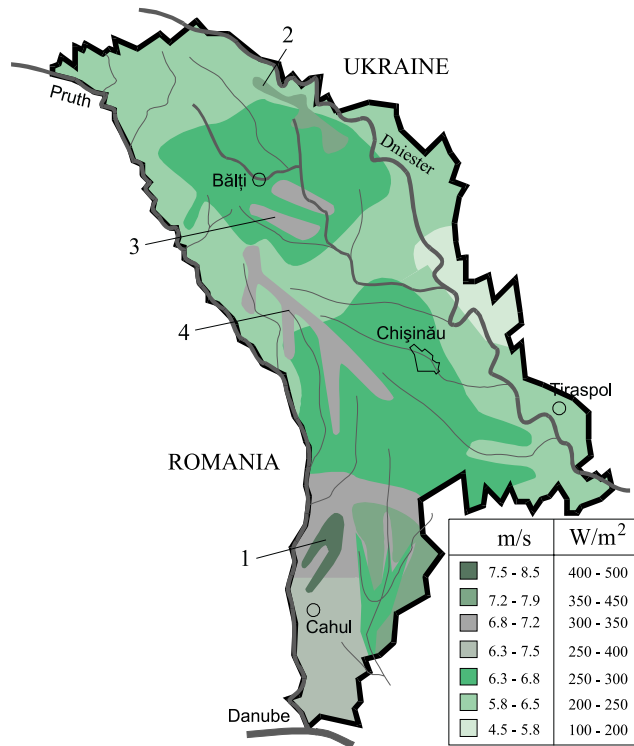 2
UKRAINE
Pruth
Dniester
Bălți
3
4
Chişinău
Tiraspol
ROMANIA
1
Cahul
Danube
m/s W/m²
7.5 - 8.5 400 - 500
7.2 - 7.9 350 - 450
6.8 - 7.2 300 - 350
6.3 - 7.5 250 - 400
6.3 - 6.8 250 - 300
5.8 - 6.5 200 - 250
4.5 - 5.8 100 - 200